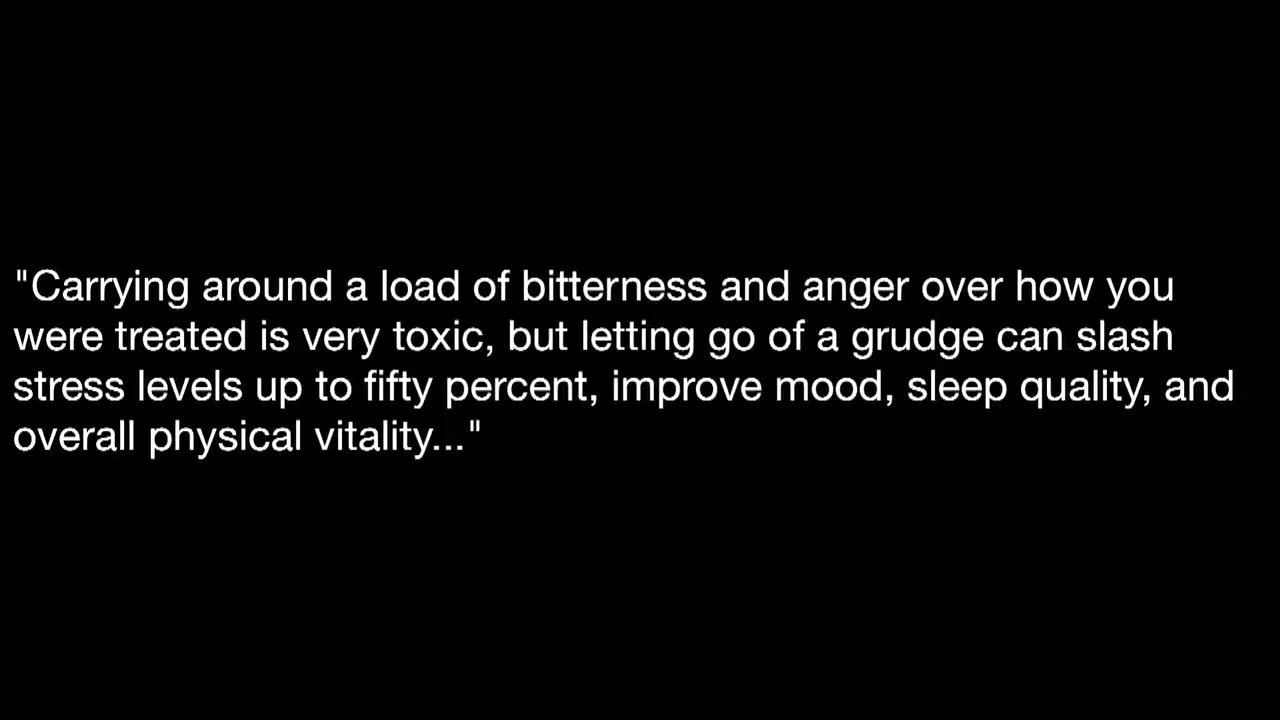 "Carrying around a load of bitterness and anger over how you
were treated is very toxic, but letting go of a grudge can slash
stress levels up to fifty percent, improve mood, sleep quality, and
overall physical vitality..."